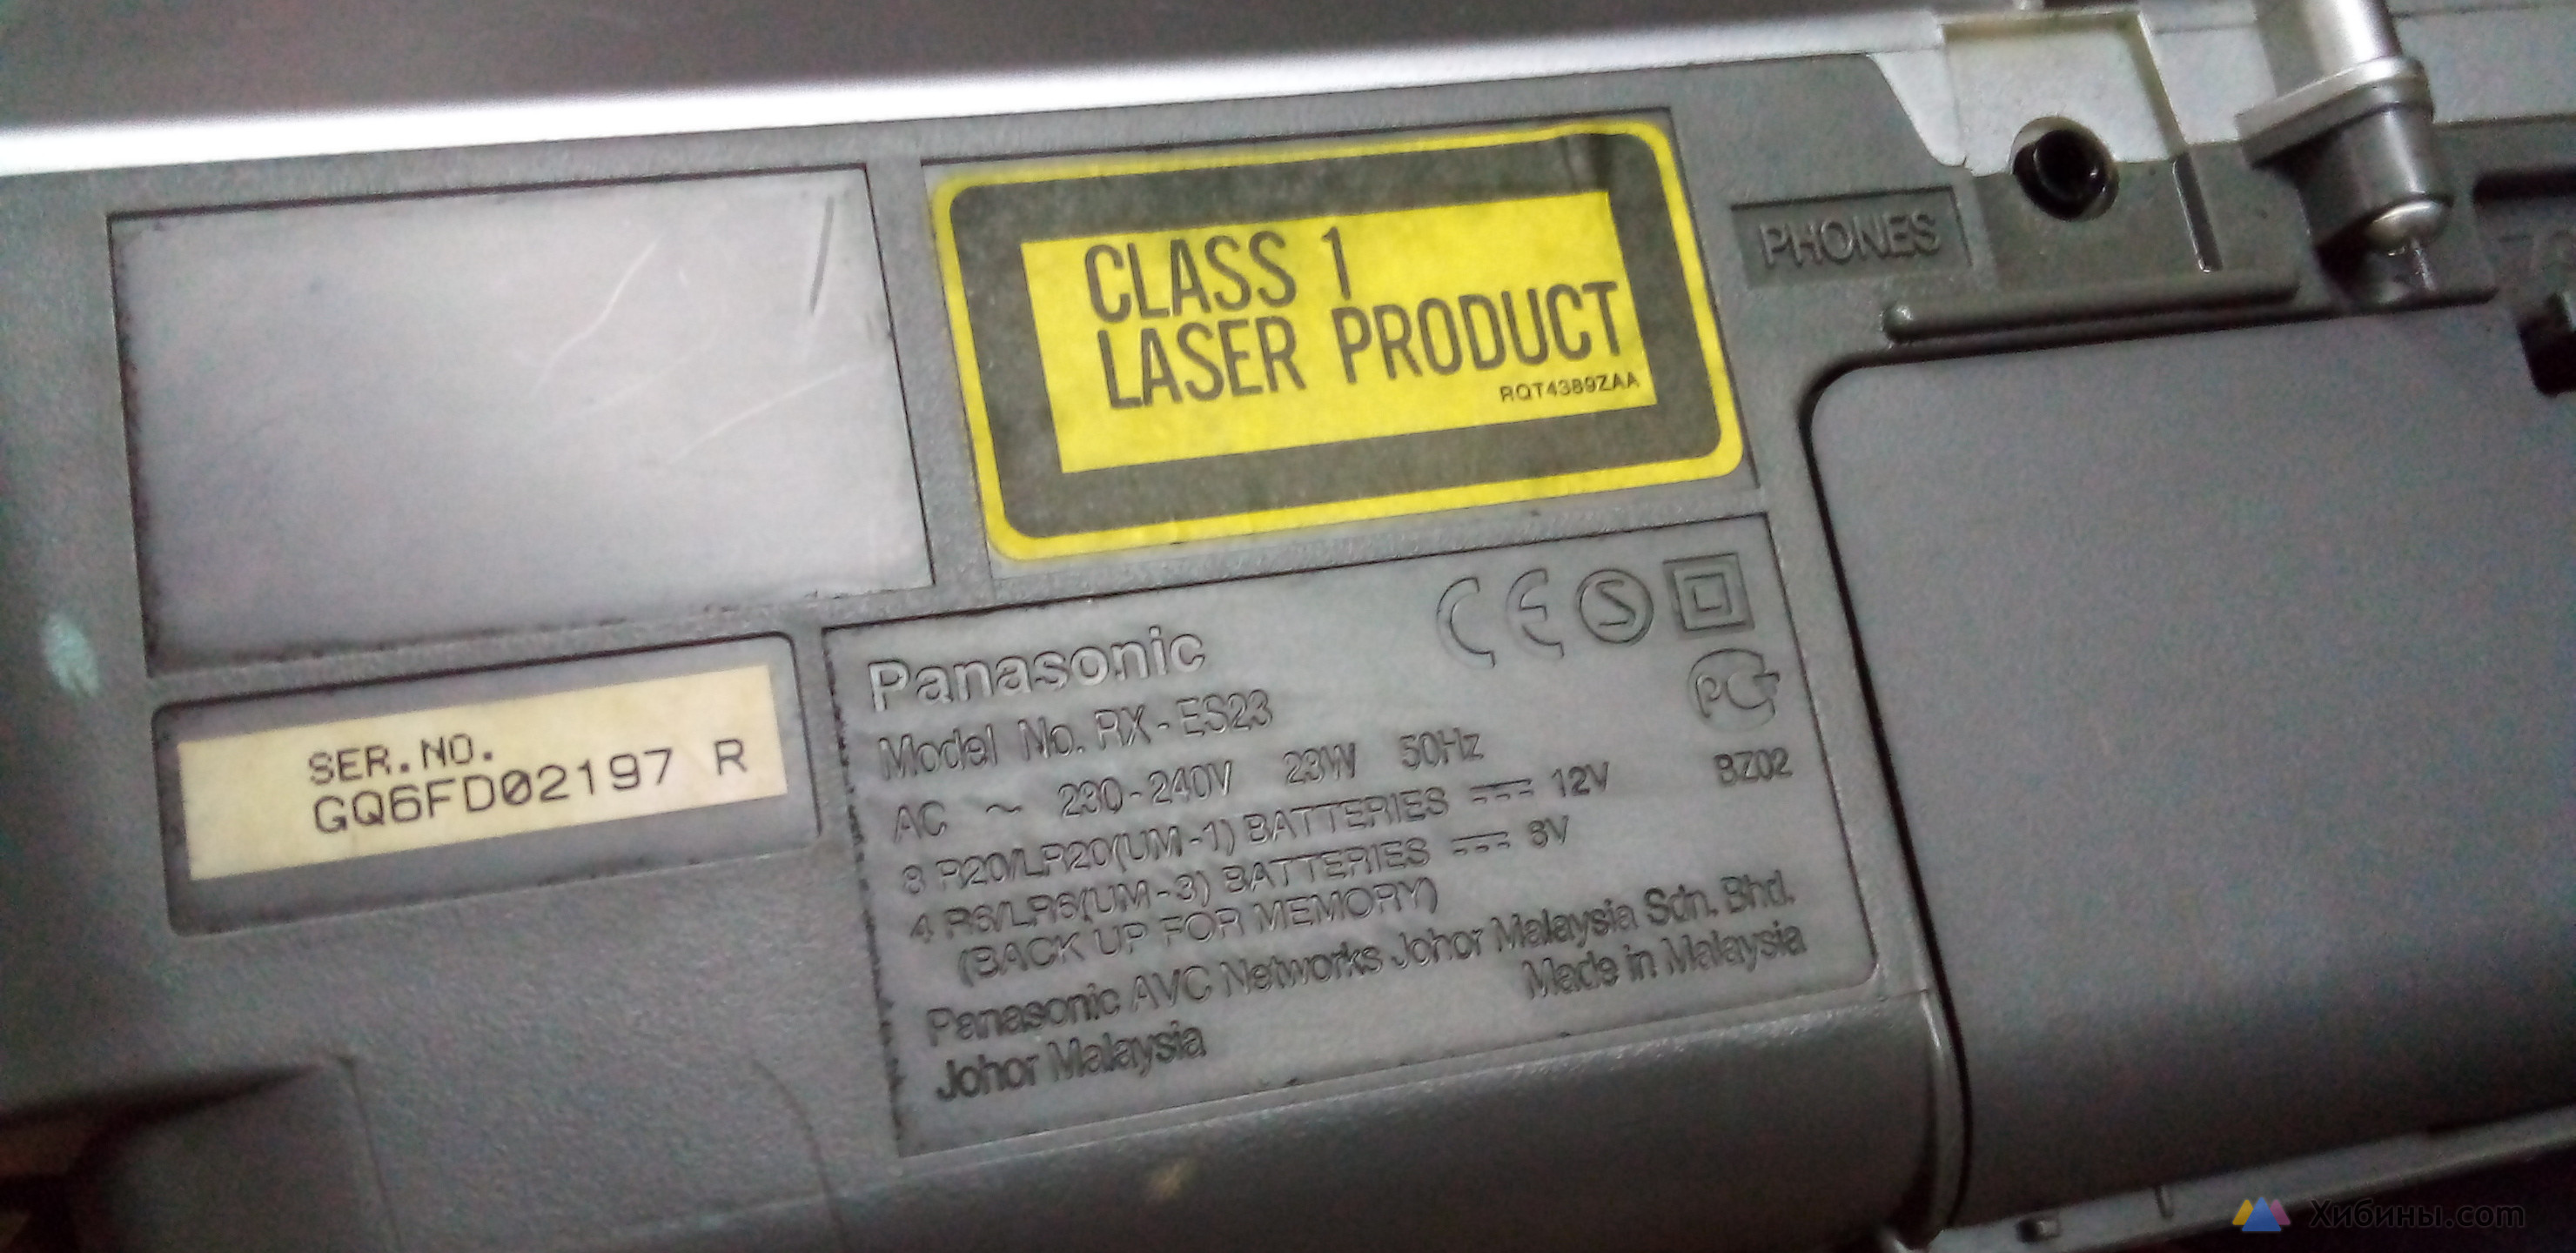 CLASS 1
LASER PRODUCT
RQT4389ZAA
PHONES
SER.NO.
GQ6FD02197 R
Panasonic
Model No. RX-ES23
AC ~ 230-240V 23W 50Hz
8 R20/LR20(UM-1) BATTERIES 12V
4 R6/LR6(UM-3) BATTERIES 6V
(BACK UP FOR MEMORY)
BZ02
Panasonic AVC Networks Johor Malaysia Sdn. Bhd.
Johor Malaysia
Made in Malaysia
Хибины.com